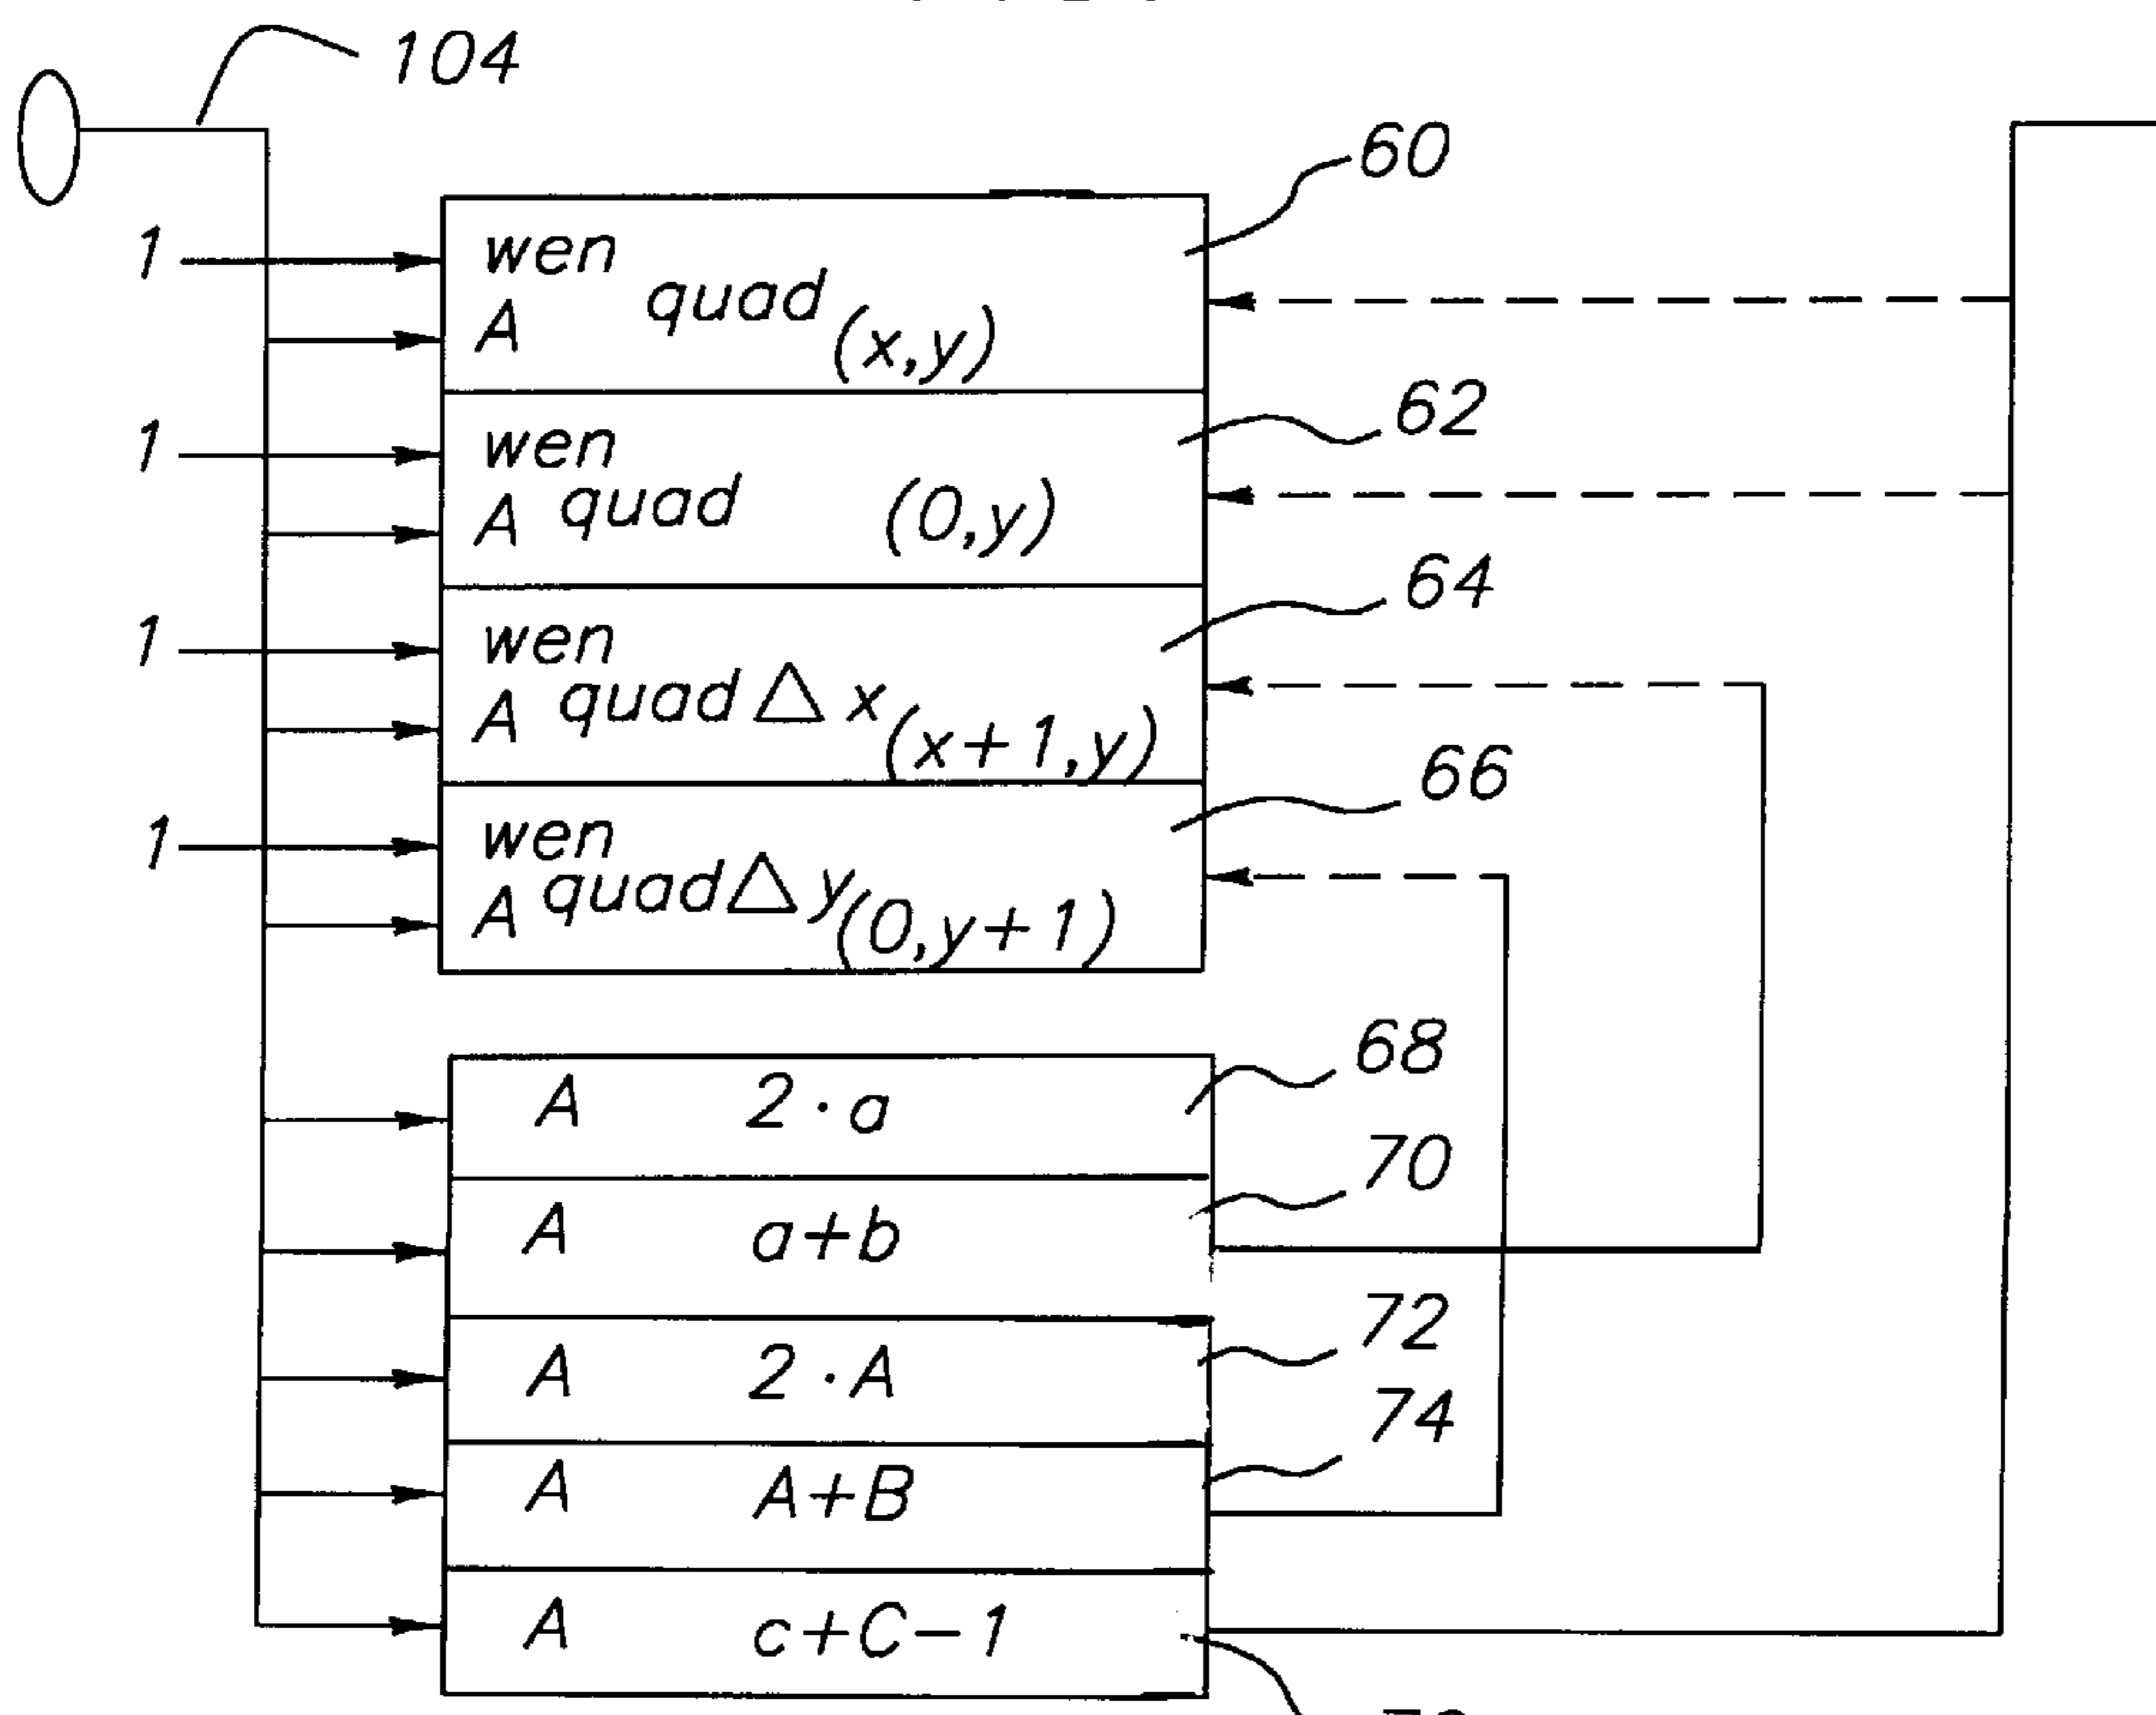 104
60
1 wen
quad (x,y)
A
62
1 wen
A quad (0,y)
64
1 wen
A quad △ x (x+1,y)
66
1 wen
A quad △ y (0,y+1)
68
A 2·a
70
A a+b
72
A 2·A
74
A A+B
A c+C−1